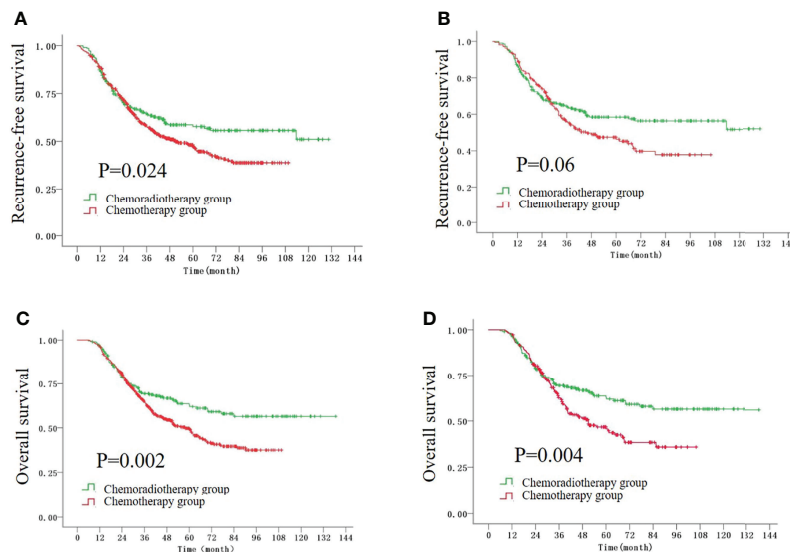 A
Recurrence-free survival
1.00
0.75
0.50
0.25
0.00
P=0.024
Chemoradiotherapy group
Chemotherapy group
0 12 24 36 48 60 72 84 96 108 120 132 144
Time(month)
B
Recurrence-free survival
1.0
0.8
0.6
0.4
0.2
0.0
P=0.06
Chemoradiotherapy group
Chemotherapy group
0 12 24 36 48 60 72 84 96 108 120 132 144
Time(month)
C
Overall survival
1.00
0.75
0.50
0.25
0.00
P=0.002
Chemoradiotherapy group
Chemotherapy group
0 12 24 36 48 60 72 84 96 108 120 132 144
Time(month)
D
Overall survival
1.00
0.75
0.50
0.25
0.00
P=0.004
Chemoradiotherapy group
Chemotherapy group
0 12 24 36 48 60 72 84 96 108 120 132 144
Time(month)